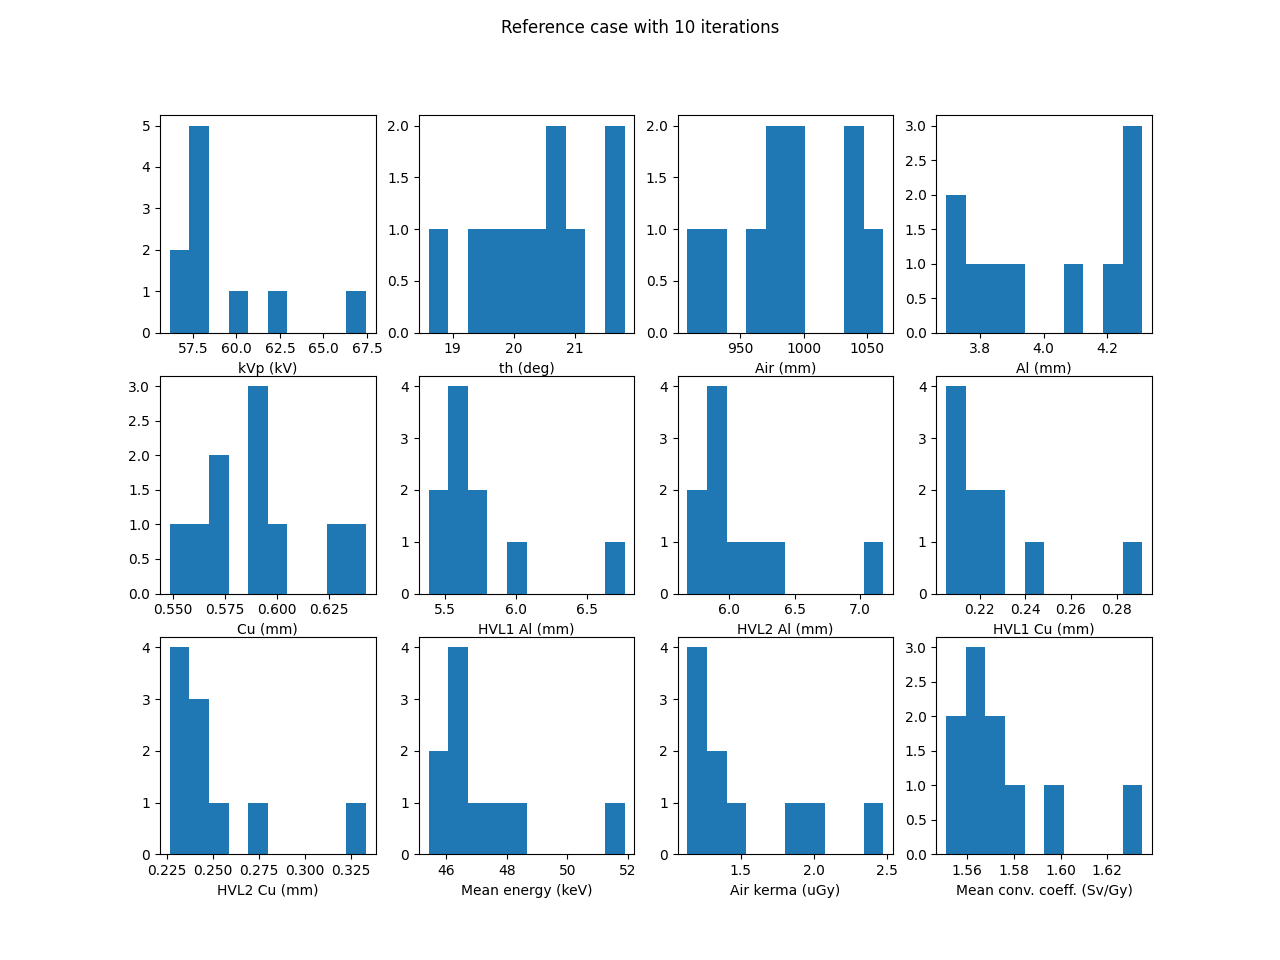 Reference case with 10 iterations
5
4
3
2
1
0
57.5 60.0 62.5 65.0 67.5
kVp (kV)
2.0
1.5
1.0
0.5
0.0
19 20 21
th (deg)
2.0
1.5
1.0
0.5
0.0
950 1000 1050
Air (mm)
3.0
2.5
2.0
1.5
1.0
0.5
0.0
3.8 4.0 4.2
Al (mm)
3.0
2.5
2.0
1.5
1.0
0.5
0.0
0.550 0.575 0.600 0.625
Cu (mm)
4
3
2
1
0
5.5 6.0 6.5
HVL1 Al (mm)
4
3
2
1
0
6.0 6.5 7.0
HVL2 Al (mm)
4
3
2
1
0
0.22 0.24 0.26 0.28
HVL1 Cu (mm)
4
3
2
1
0
0.225 0.250 0.275 0.300 0.325
HVL2 Cu (mm)
4
3
2
1
0
46 48 50 52
Mean energy (keV)
4
3
2
1
0
1.5 2.0 2.5
Air kerma (uGy)
3.0
2.5
2.0
1.5
1.0
0.5
0.0
1.56 1.58 1.60 1.62
Mean conv. coeff. (Sv/Gy)